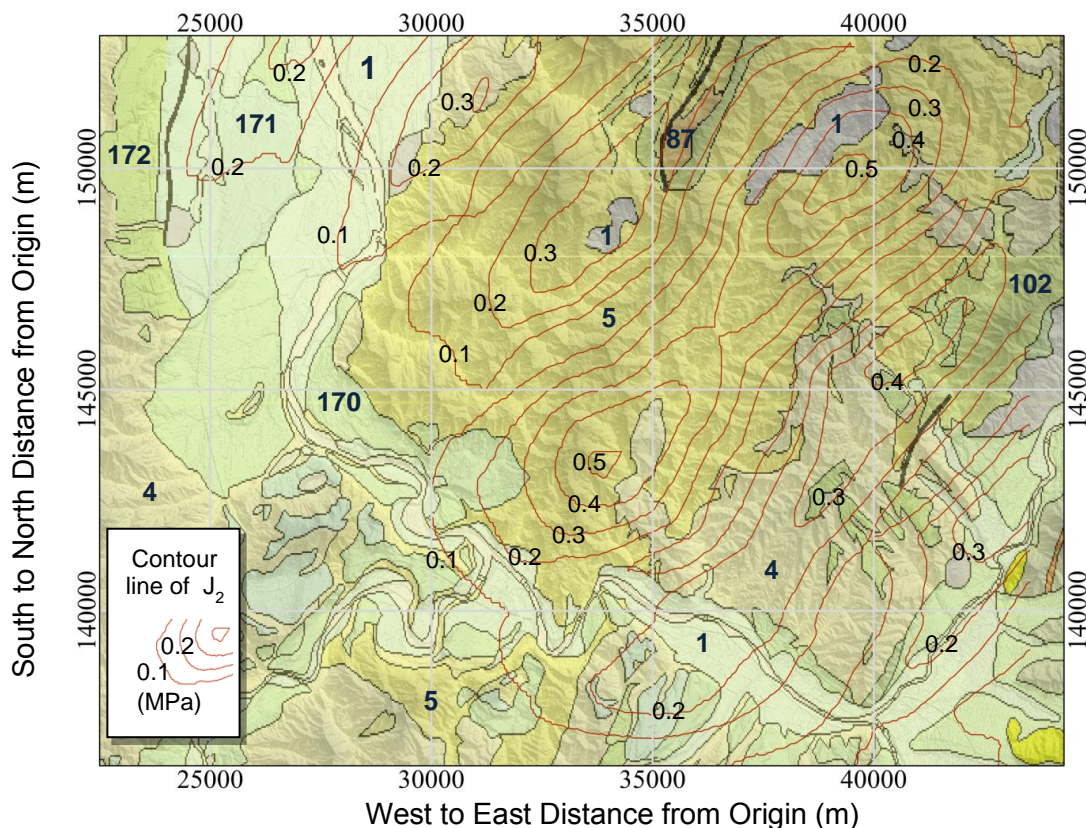 25000 30000 35000 40000
0.2 1 0.2
0.3 0.3
171 87 1 0.4
172 0.2 0.2 0.5
150000 150000
0.1 1
0.3 102
0.2 5
0.1
0.4
145000 145000
170
0.5
4 0.4 0.3
0.3
0.1 0.2 0.3
4
Contour
line of J2
0.2
0.1
(MPa)
140000 140000
1 0.2
5 0.2
25000 30000 35000 40000
South to North Distance from Origin (m)
West to East Distance from Origin (m)